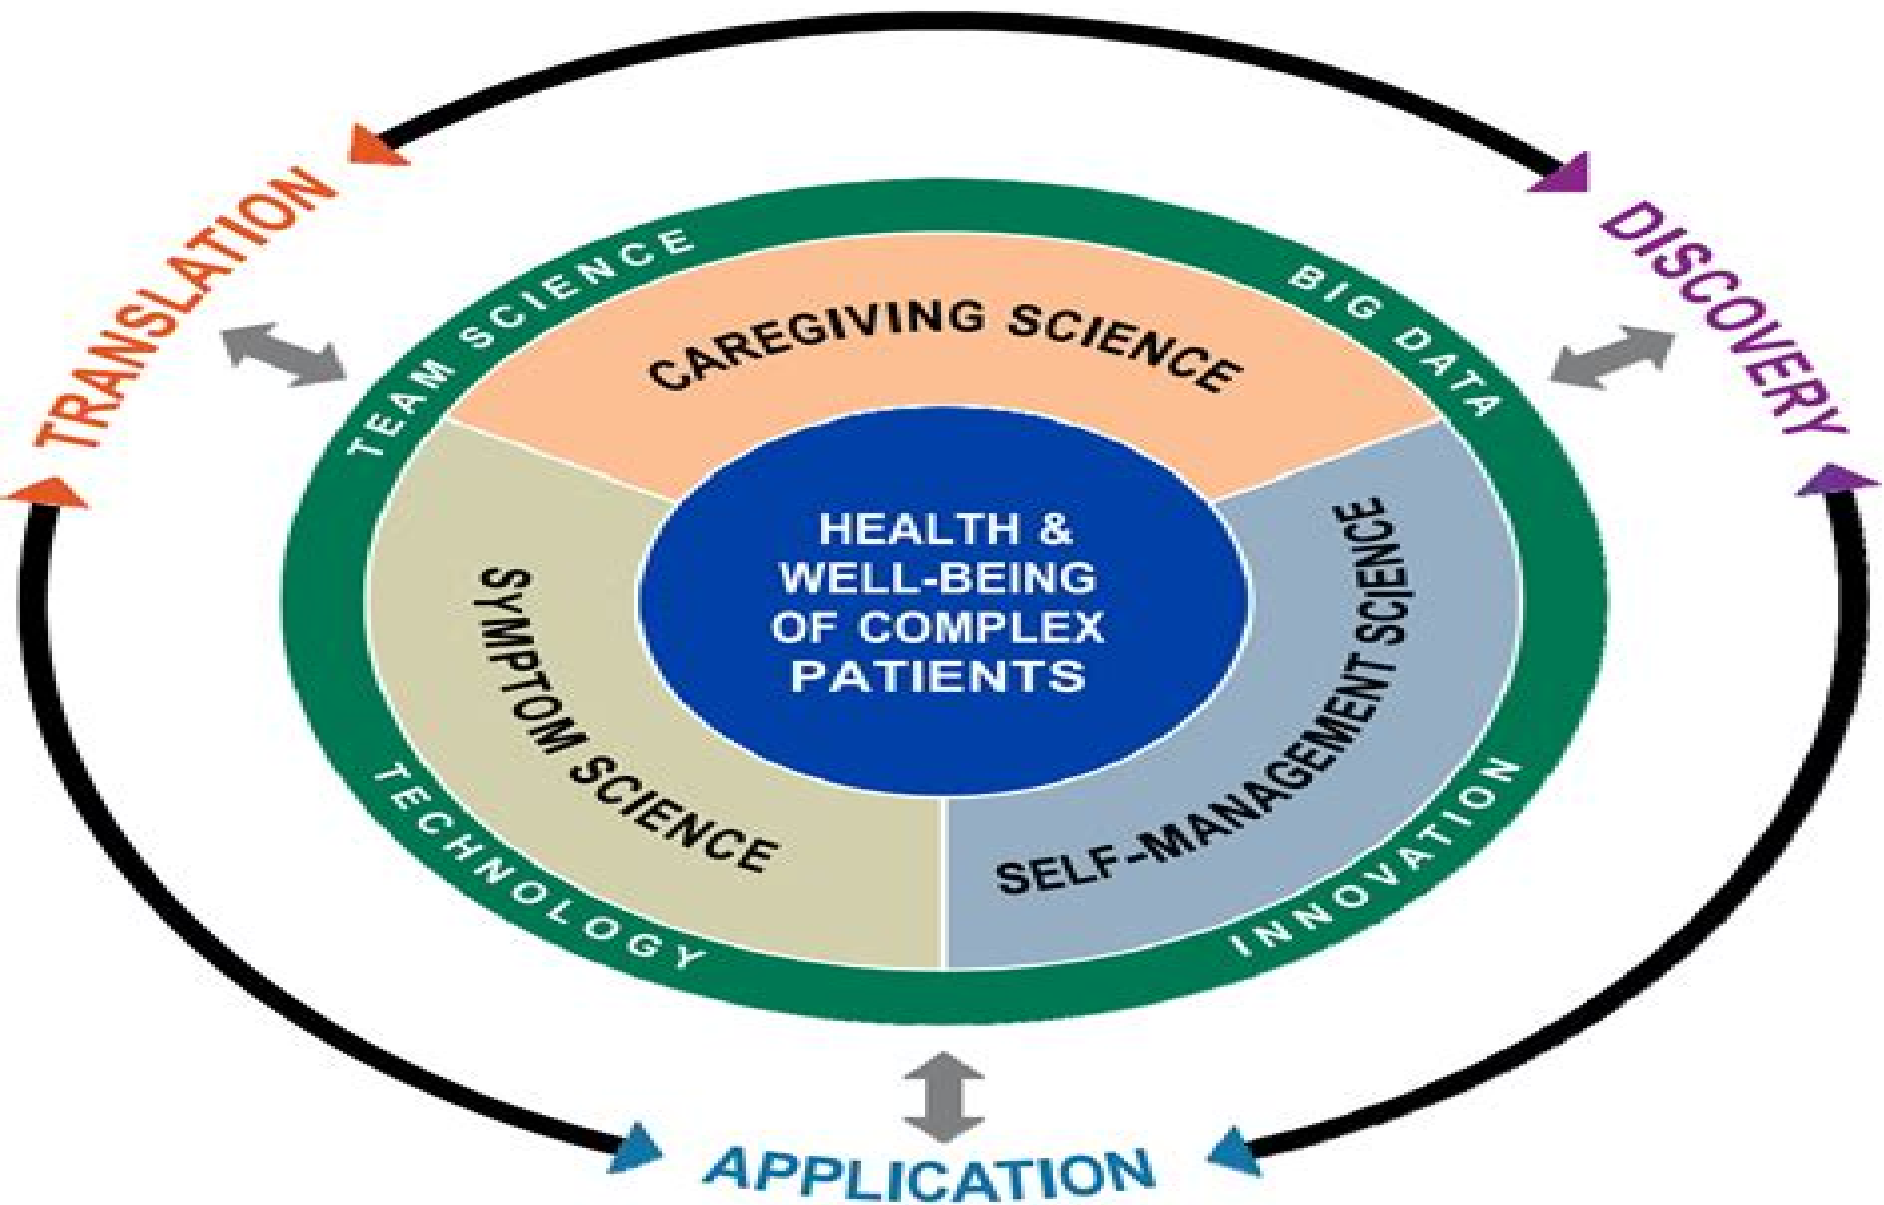 TRANSLATION
DISCOVERY
TEAM SCIENCE
BIG DATA
CAREGIVING SCIENCE
HEALTH &
WELL-BEING
OF COMPLEX
PATIENTS
SYMPTOM SCIENCE
SELF-MANAGEMENT SCIENCE
TECHNOLOGY
INNOVATION
APPLICATION